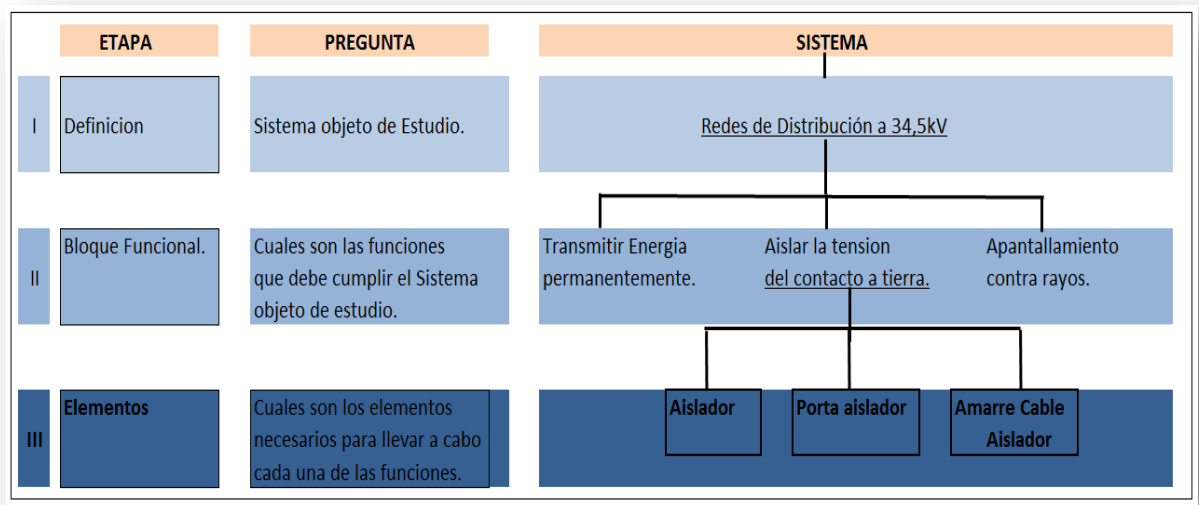 ETAPA PREGUNTA SISTEMA
I Definicion Sistema objeto de Estudio. Redes de Distribución a 34,5kV
II Bloque Funcional. Cuales son las funciones
que debe cumplir el Sistema
objeto de estudio.
Transmitir Energia
permanentemente.
Aislar la tension
del contacto a tierra.
Apantallamiento
contra rayos.
III Elementos Cuales son los elementos
necesarios para llevar a cabo
cada una de las funciones.
Aislador
Porta aislador
Amarre Cable
Aislador